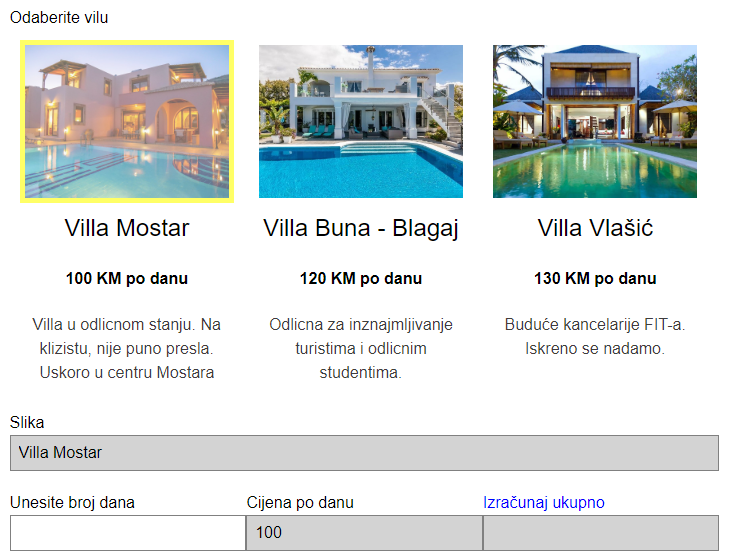 Odaberite vilu
Villa Mostar
100 KM po danu
Villa u odlicnom stanju. Na
klizistu, nije puno presla.
Uskoro u centru Mostara
Villa Buna - Blagaj
120 KM po danu
Odlicna za inznajmljivanje
turistima i odlicnim
studentima.
Villa Vlašić
130 KM po danu
Buduće kancelarije FIT-a.
Iskreno se nadamo.
Slika
Villa Mostar
Unesite broj dana
Cijena po danu
100
Izračunaj ukupno